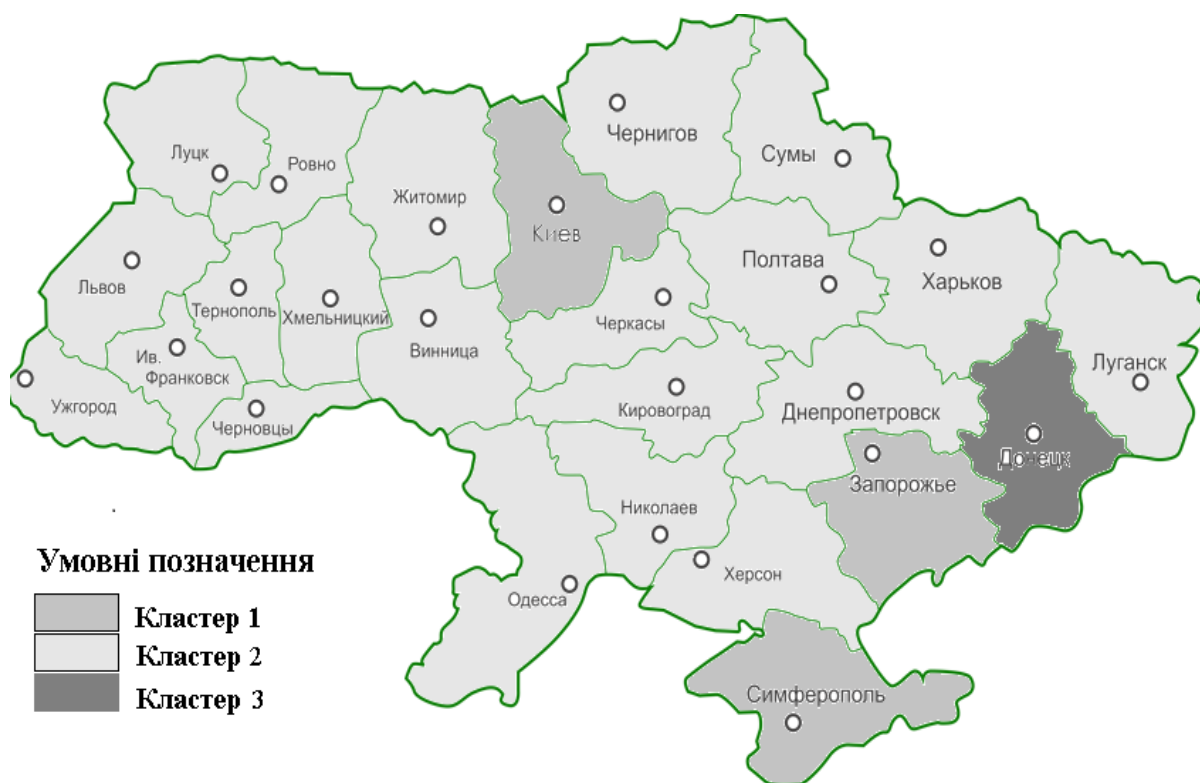 Чернигов
Сумы
Луцк
Ровно
Житомир
Киев
Полтава
Харьков
Львов
Тернополь
Хмельницкий
Черкасы
Винница
Ив.
Франковск
Луганск
Ужгород
Черновцы
Кировоград
Днепропетровск
Донецк
Запорожье
Николаев
Херсон
Одесса
Симферополь
Умовні позначення
Кластер 1
Кластер 2
Кластер 3